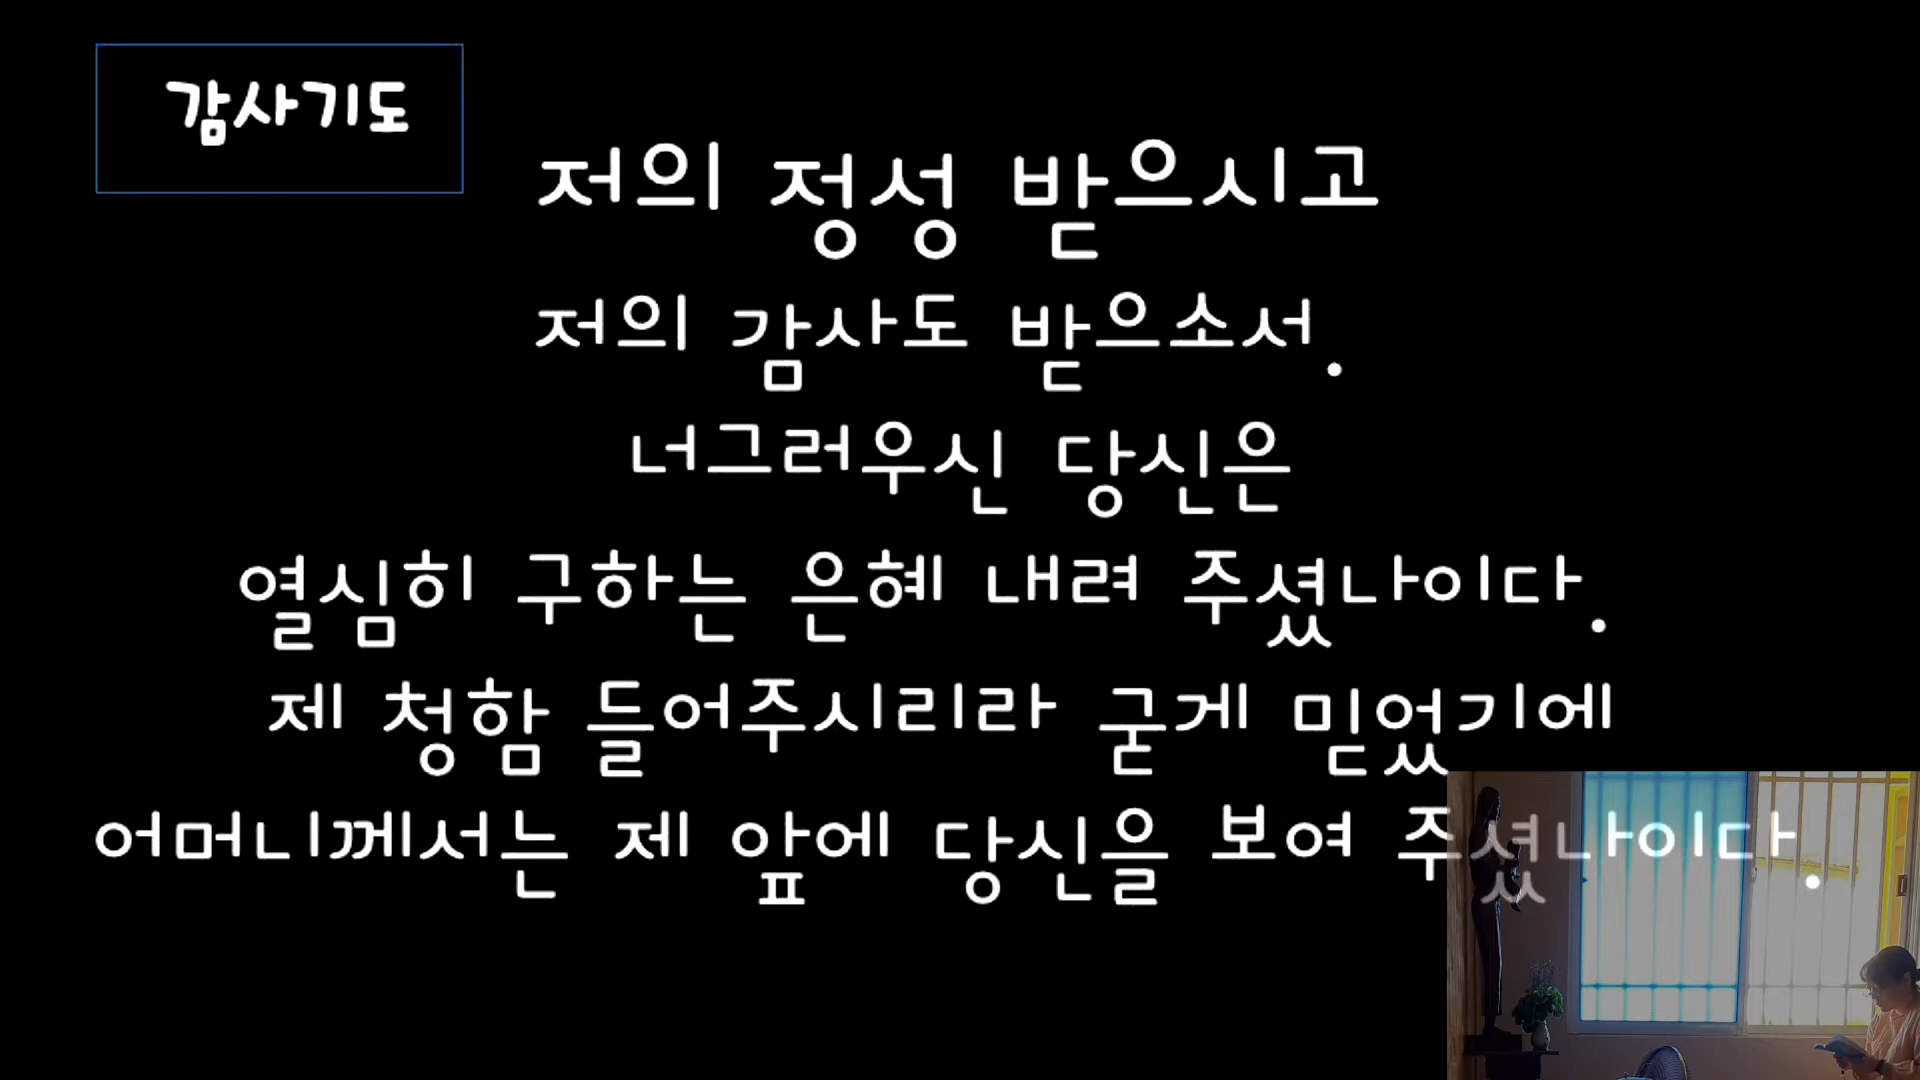 감사기도
저의 정성 받으시고
저의 감사도 받으소서.
너그러우신 당신은
열심히 구하는 은혜 내려 주셨나이다.
제 청함 들어주시리라 굳게 믿었기에
어머니께서는 제 앞에 당신을 보여 주셨나이다.